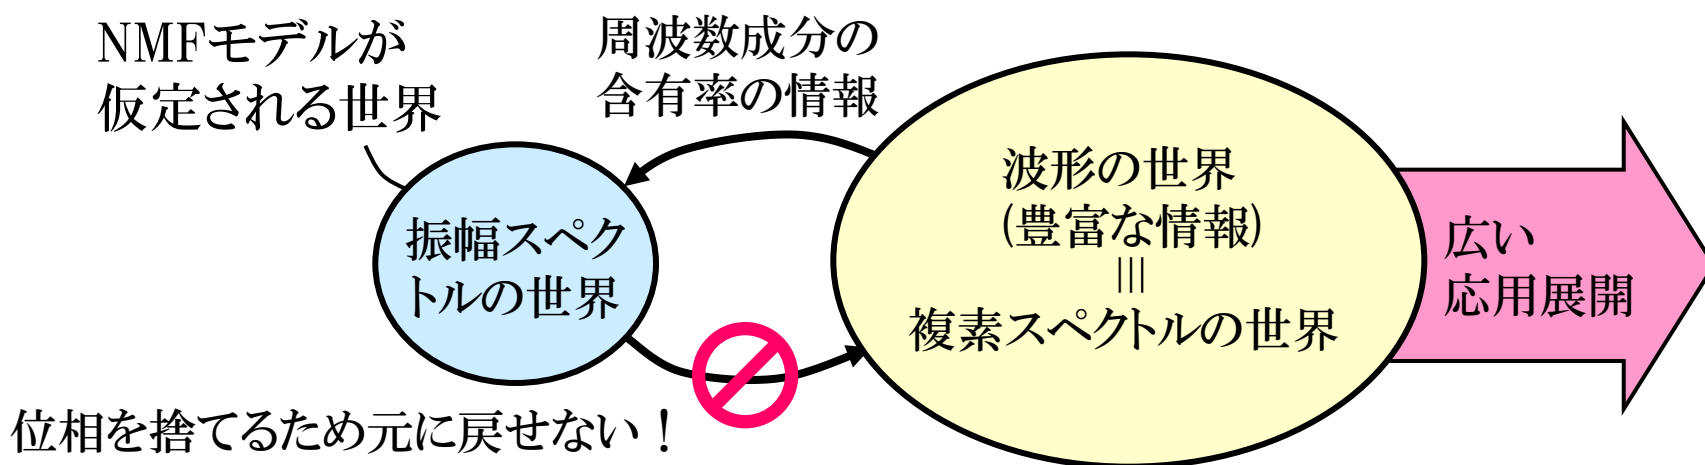 NMFモデルが
仮定される世界
周波数成分の
含有率の情報
振幅スペク
トルの世界
波形の世界
(豊富な情報)
|||
複素スペクトルの世界
広い
応用展開
位相を捨てるため元に戻せない！